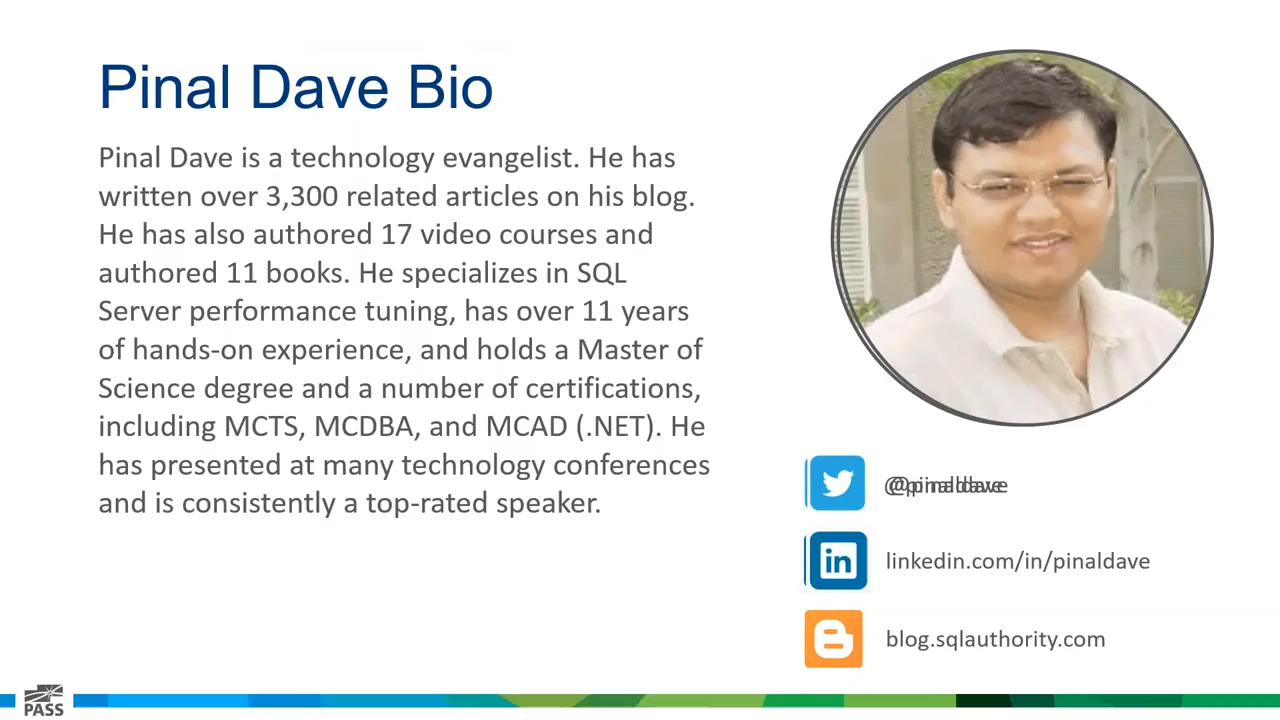 Pinal Dave Bio
Pinal Dave is a technology evangelist. He has
written over 3,300 related articles on his blog.
He has also authored 17 video courses and
authored 11 books. He specializes in SQL
Server performance tuning, has over 11 years
of hands-on experience, and holds a Master of
Science degree and a number of certifications,
including MCTS, MCDBA, and MCAD (.NET). He
has presented at many technology conferences
and is consistently a top-rated speaker.
@pinaldave
in
linkedin.com/in/pinaldave
blog.sqlauthority.com
PASS